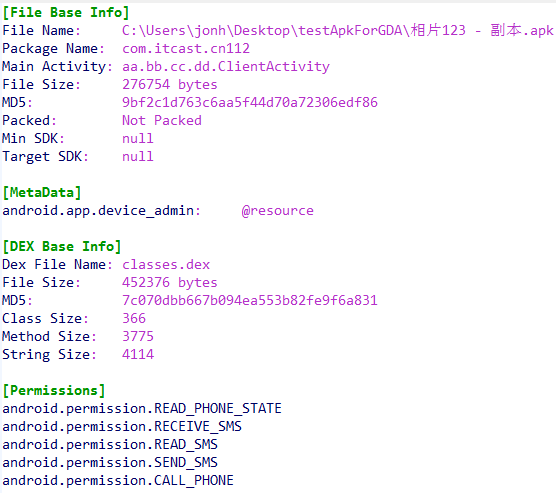 [File Base Info]
File Name: C:\Users\jonh\Desktop\testApkForGDA\相片123 - 副本.apk
Package Name: com.itcast.cn112
Main Activity: aa.bb.cc.dd.ClientActivity
File Size: 276754 bytes
MD5: 9bf2c1d763c6aa5f44d70a72306edf86
Packed: Not Packed
Min SDK: null
Target SDK: null
[MetaData]
android.app.device_admin: @resource
[DEX Base Info]
Dex File Name: classes.dex
File Size: 452376 bytes
MD5: 7c070dbb667b094ea553b82fe9f6a831
Class Size: 366
Method Size: 3775
String Size: 4114
[Permissions]
android.permission.READ_PHONE_STATE
android.permission.RECEIVE_SMS
android.permission.READ_SMS
android.permission.SEND_SMS
android.permission.CALL_PHONE